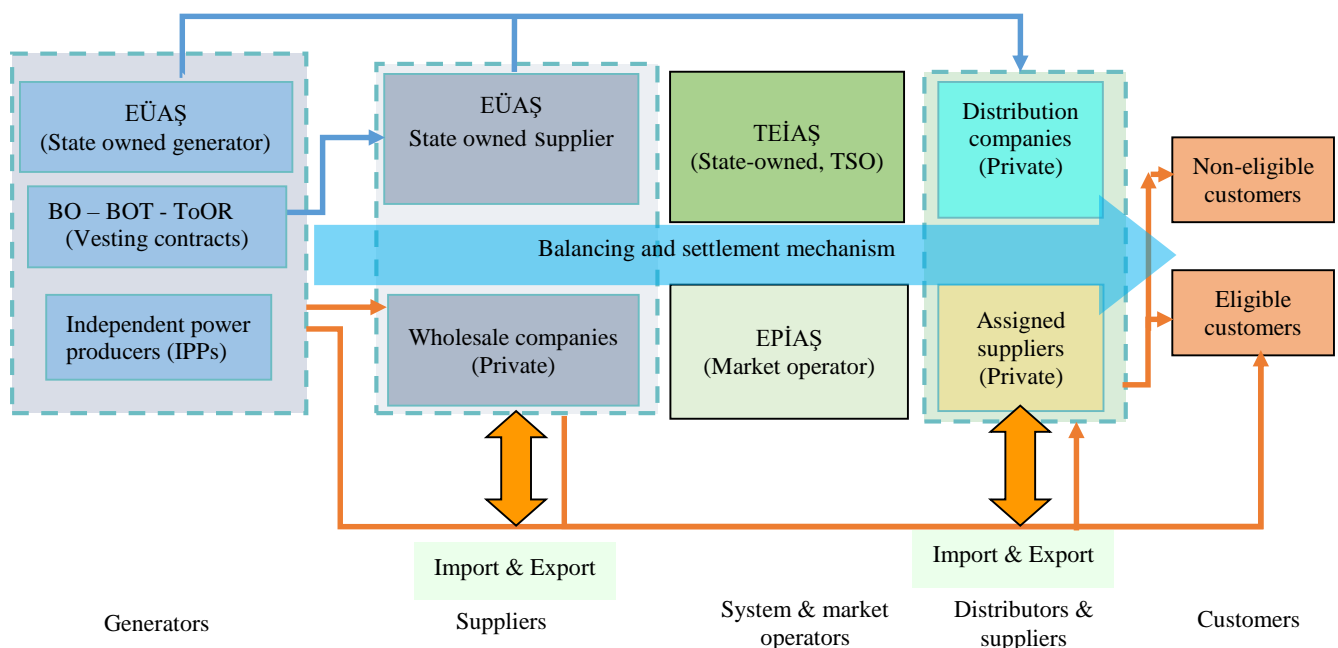 EÜAŞ
(State owned generator)
BO – BOT - ToOR
(Vesting contracts)
Independent power
producers (IPPs)
EÜAŞ
State owned Supplier
Wholesale companies
(Private)
TEİAŞ
(State-owned, TSO)
Balancing and settlement mechanism
EPİAŞ
(Market operator)
Distribution
companies
(Private)
Assigned
suppliers
(Private)
Non-eligible
customers
Eligible
customers
Import & Export
Import & Export
Generators
Suppliers
System & market
operators
Distributors &
suppliers
Customers